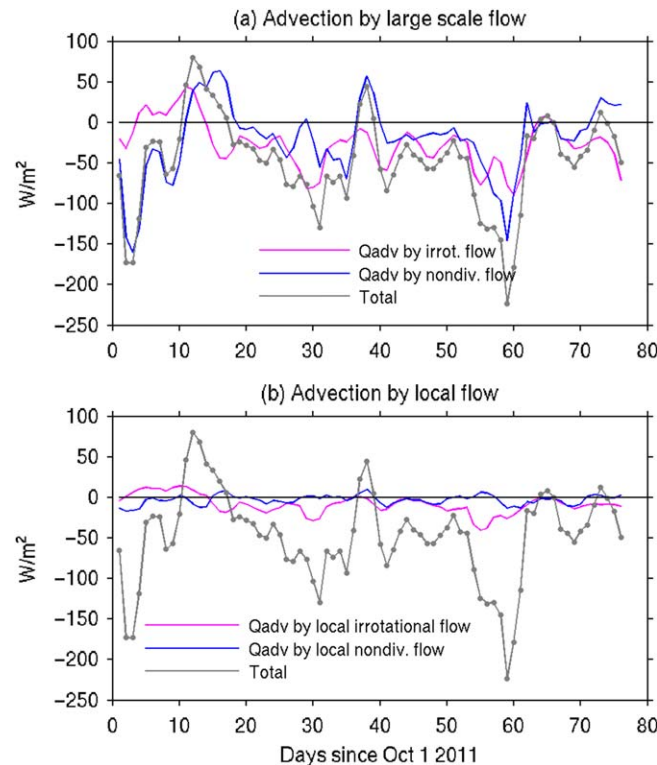 (a) Advection by large scale flow
100
50
0
−50
−100
−150
−200
−250
W/m²
Qadv by irrot. flow
Qadv by nondiv. flow
Total
0 10 20 30 40 50 60 70 80
(b) Advection by local flow
100
50
0
−50
−100
−150
−200
−250
W/m²
Qadv by local irrotational flow
Qadv by local nondiv. flow
Total
0 10 20 30 40 50 60 70 80
Days since Oct 1 2011